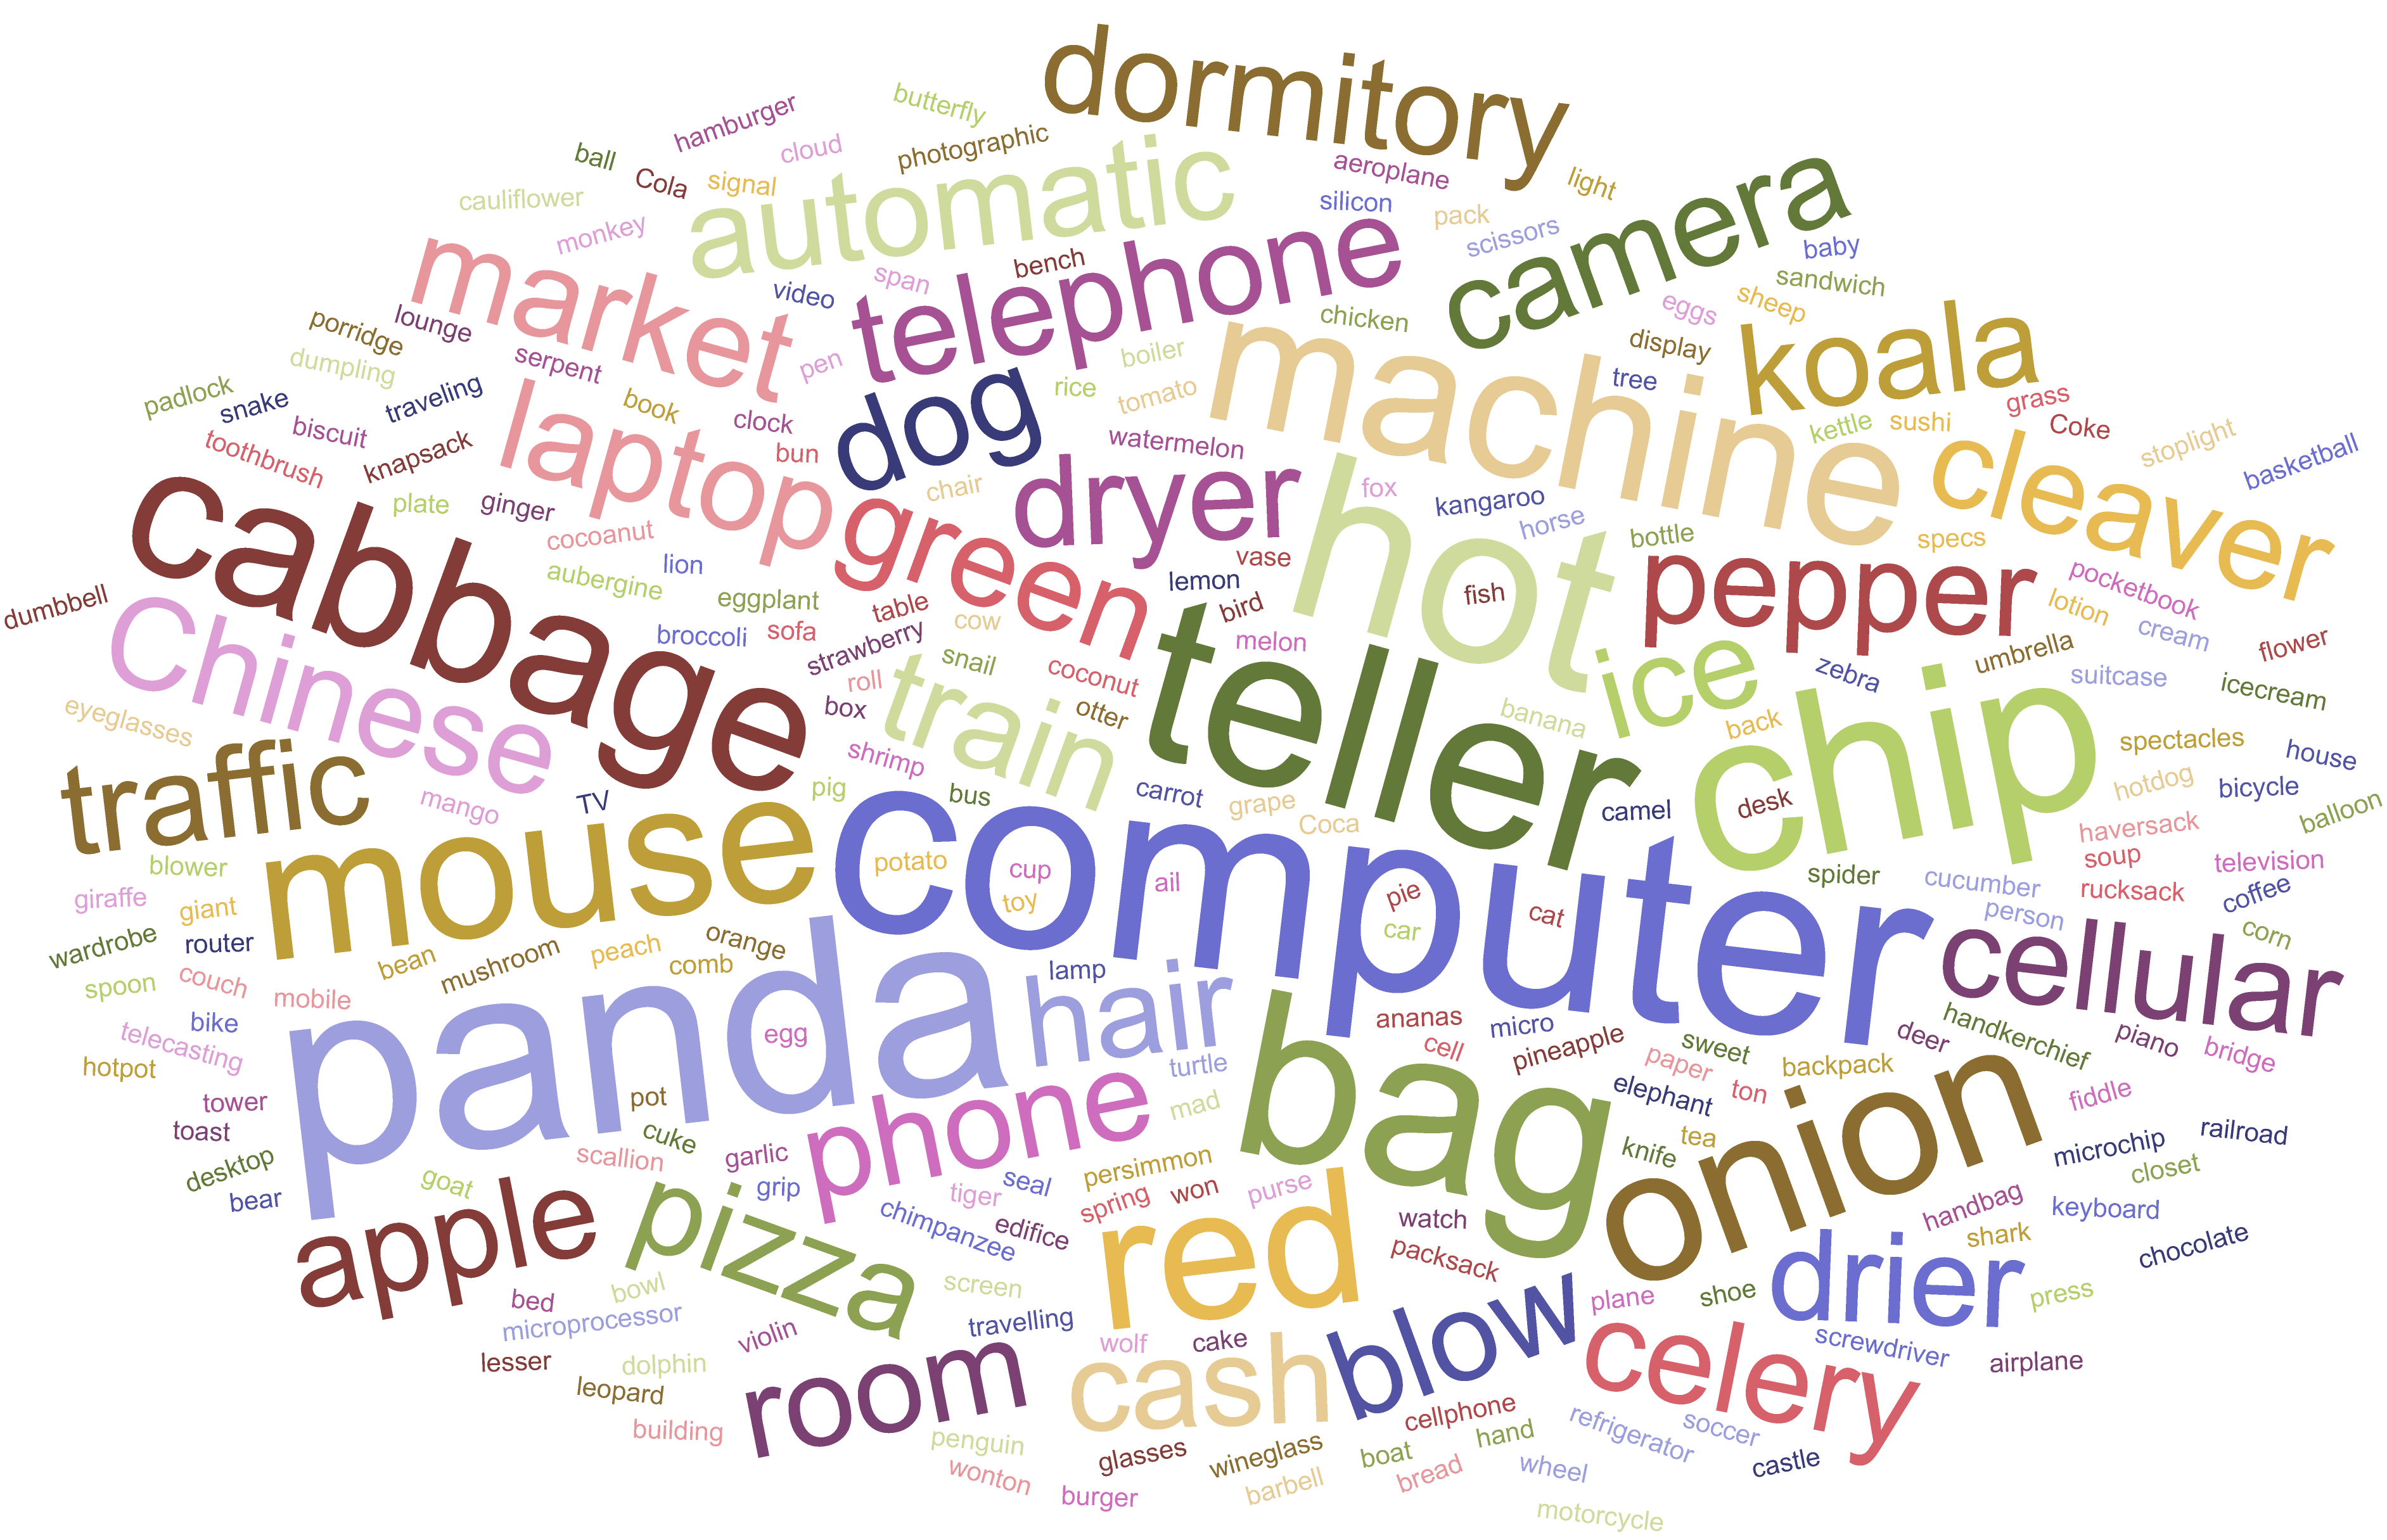 dormitory
butterfly
hamburger
photographic
cloud
ball
Cola
signal
aeroplane
light
automatic
camera
cauliflower
silicon
pack
scissors
monkey
baby
market
telephone
span
bench
video
sandwich
eggs
sheep
koala
porridge
lounge
chicken
display
machine
dumpling
serpent
pen
boiler
tree
padlock
snake
traveling
book
clock
dog
rice
tomato
grass
kettle
sushi
Coke
stoplight
basketball
laptop
biscuit
toothbrush
knapsack
bun
watermelon
cleaver
plate
ginger
chair
dryer
hot
fox
kangaroo
horse
bottle
specs
cabbage
cocoanut
green
vase
pepper
aubergine
lion
eggplant
lemon
fish
pocketbook
dumbbell
table
bird
lotion
cream
Chinese
broccoli
sofa
cow
melon
umbrella
flower
strawberry
snail
coconut
teller
ice
zebra
suitcase
icecream
eyeglasses
roll
box
train
otter
banana
back
chip
spectacles
house
traffic
shrimp
mango
TV
pig
bus
carrot
grape
Coca
camel
desk
hotdog
bicycle
balloon
mouse
computer
haversack
blower
potato
cup
ail
soup
television
giraffe
giant
toy
pie
car
cat
spider
cucumber
rucksack
coffee
wardrobe
router
bean
mushroom
peach
orange
person
corn
comb
lamp
cellular
spoon
couch
mobile
panda
hair
bike
egg
ananas
micro
pineapple
sweet
handkerchief
deer
piano
bridge
telecasting
cell
hotpot
turtle
bag
paper
backpack
tower
pot
phone
mad
elephant
ton
onion
fiddle
toast
cuke
tea
microchip
railroad
desktop
scallion
garlic
persimmon
knife
closet
bear
goat
grip
tiger
seal
spring
won
purse
apple
pizza
chimpanzee
edifice
red
watch
handbag
keyboard
packsack
shark
chocolate
bowl
screen
plane
shoe
drier
press
bed
microprocessor
violin
travelling
blow
lesser
dolphin
wolf
cake
celery
screwdriver
airplane
leopard
room
cash
building
penguin
cellphone
refrigerator
soccer
glasses
wineglass
boat
hand
castle
wonton
barbell
bread
wheel
burger
motorcycle